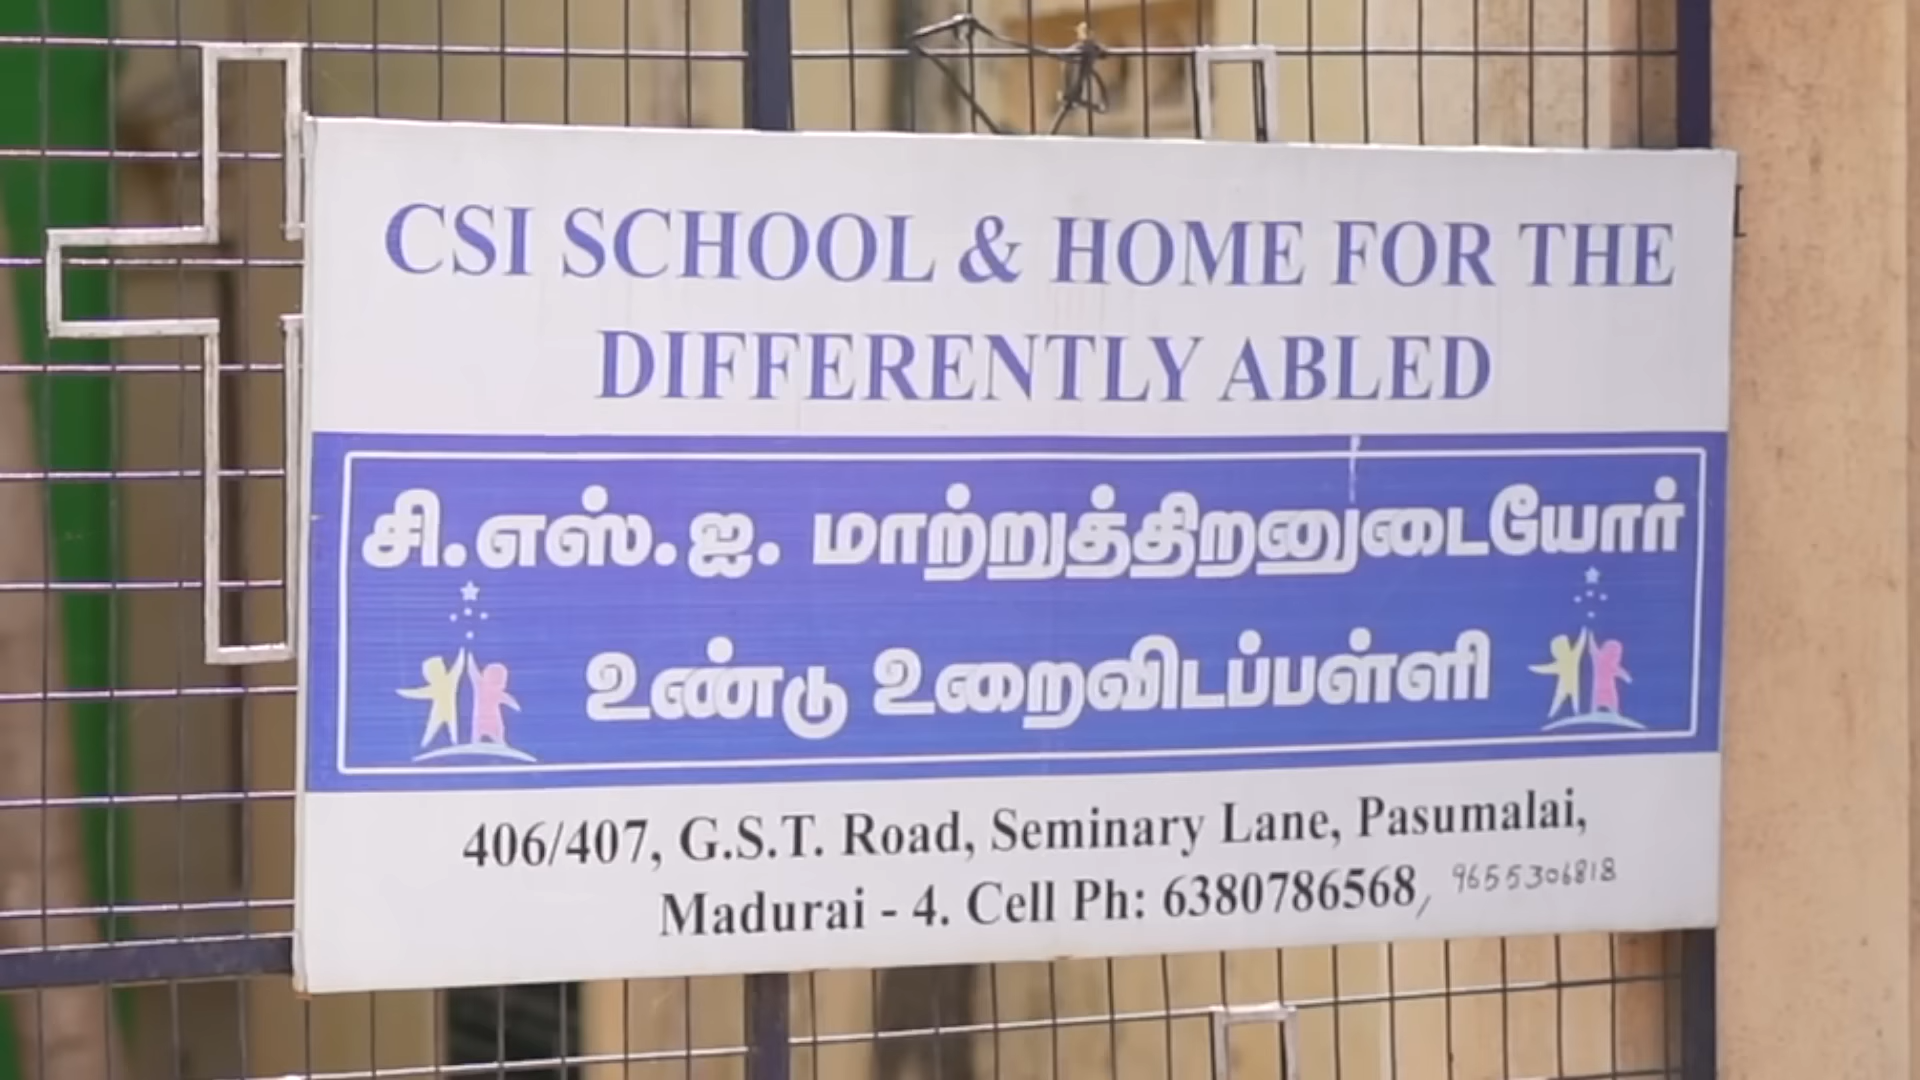 CSI SCHOOL & HOME FOR THE
DIFFERENTLY ABLED
சி.எஸ்.ஐ. மாற்றுத்திறனுடையோர்
உண்டு உறைவிடப்பள்ளி
406/407, G.S.T. Road, Seminary Lane, Pasumalai,
Madurai - 4. Cell Ph: 6380786568, 9655306818